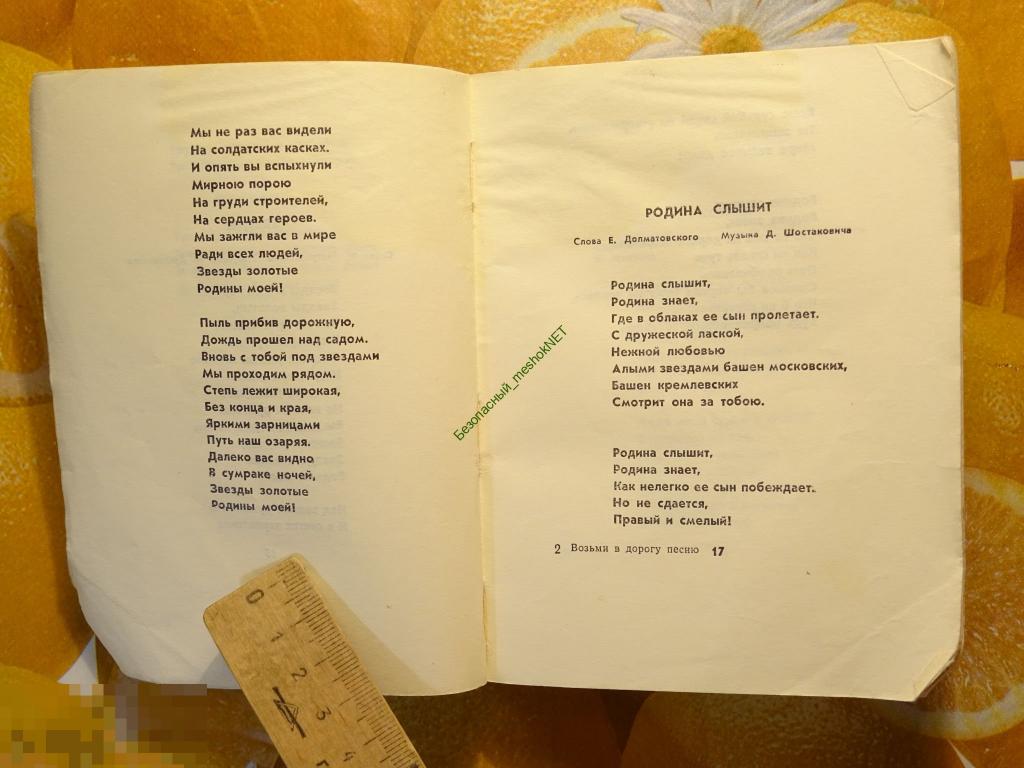 Мы не раз вас видели
На солдатских касках.
И опять вы вспыхнули
Мирною порою
На груди строителей,
На сердцах героев.
Мы зажгли вас в мире
Ради всех людей,
Звезды золотые
Родины моей!
Пыль прибив дорожную,
Дождь прошел над садом.
Вновь с тобой под звездами
Мы проходим рядом.
Степь лежит широкая,
Без конца и края,
Яркими зарницами
Путь наш озаряя.
Далеко вас видно
В сумраке ночей,
Звезды золотые
Родины моей!
РОДИНА СЛЫШИТ
Слова Е. Долматовского Музыка Д. Шостаковича
Родина слышит,
Родина знает,
Где в облаках ее сын пролетает.
С дружеской лаской,
Нежной любовью
Алыми звездами башен московских,
Башен кремлевских
Смотрит она за тобою.
Родина слышит,
Родина знает,
Как нелегко ее сын побеждает.
Но не сдается,
Правый и смелый!
2 Возьми в дорогу песню 17
Безопасный_meshokNET
0
1
2
3
4
5